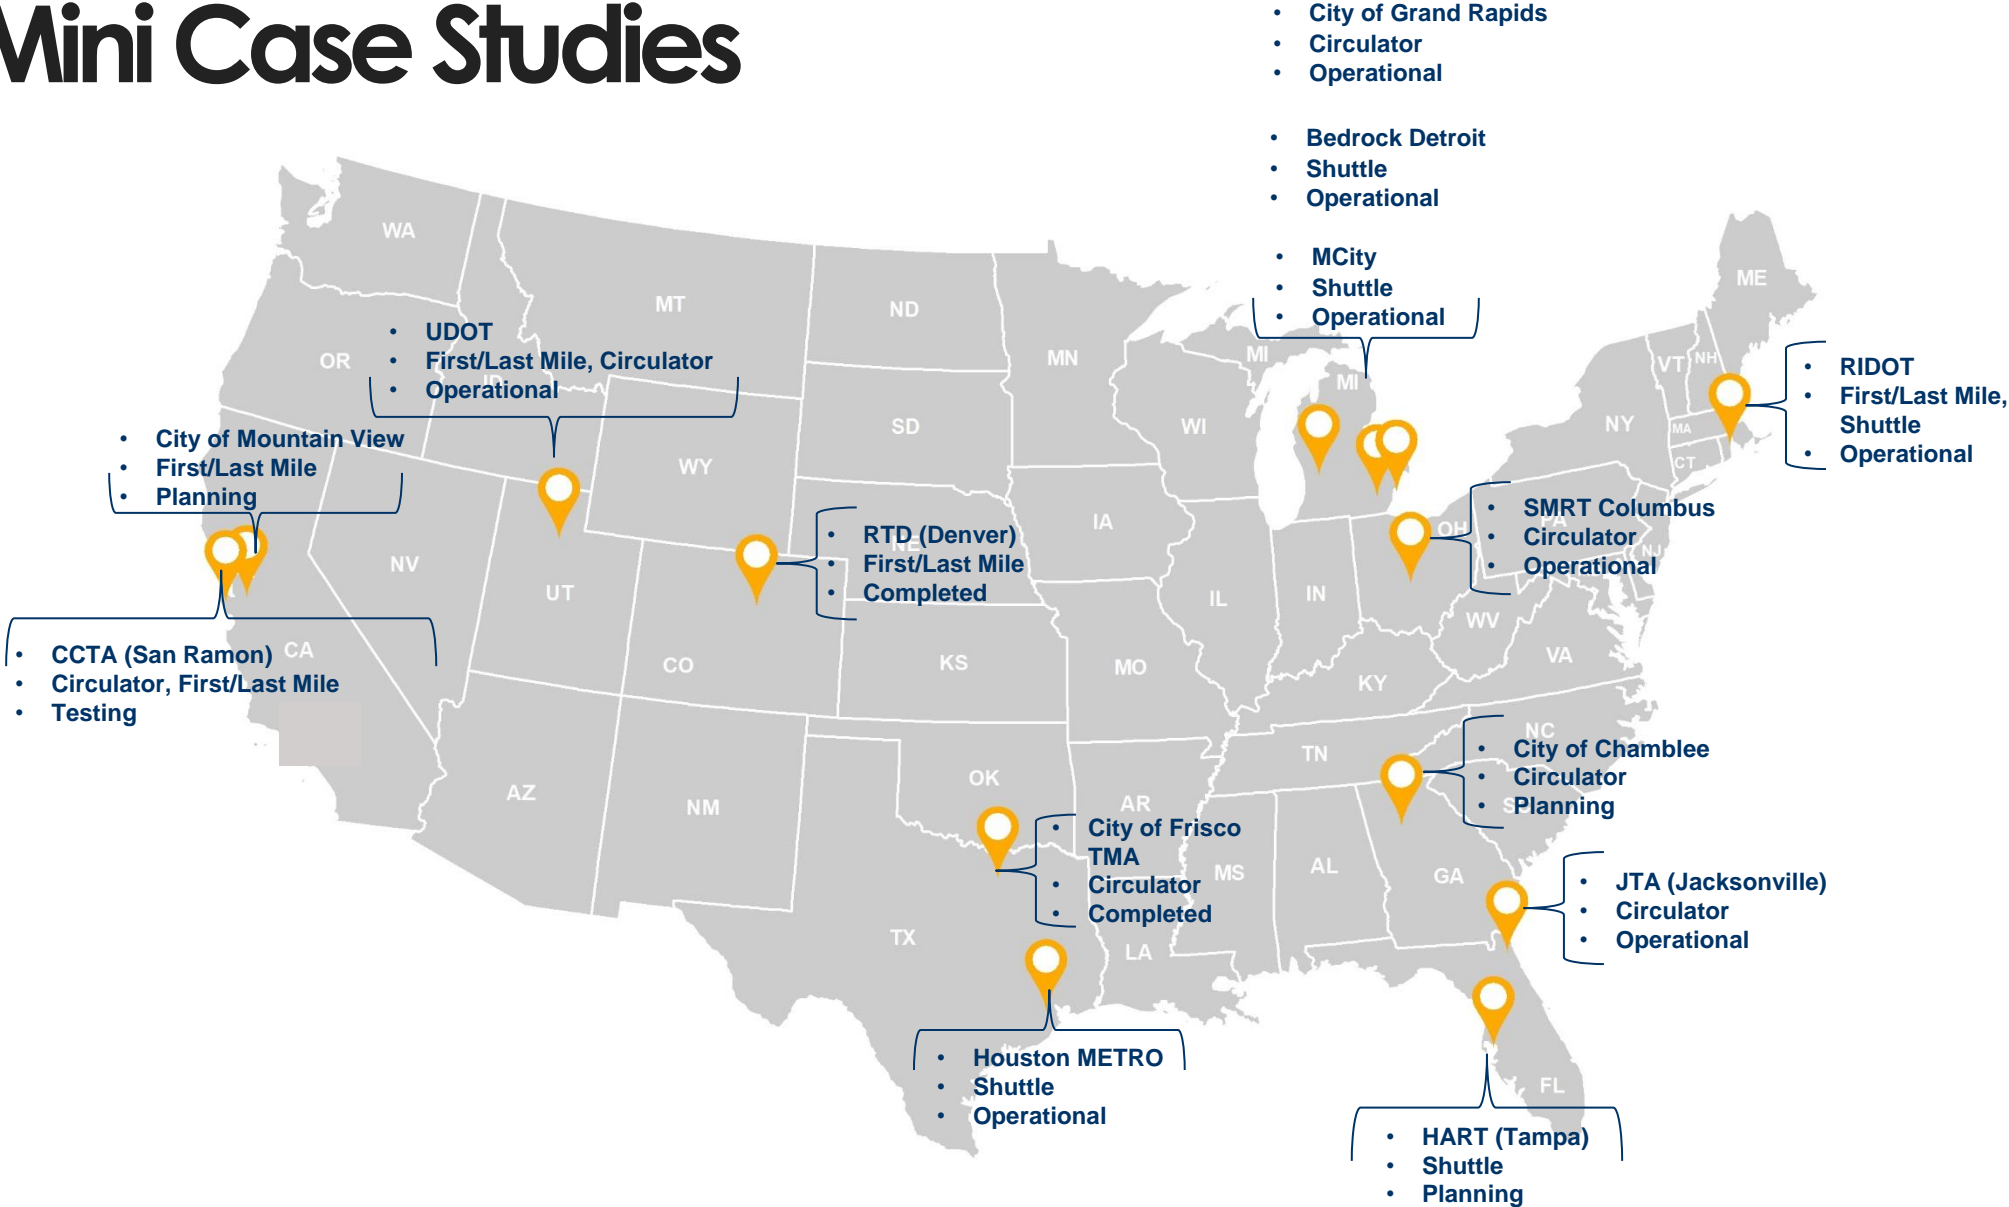 Mini Case Studies
• City of Grand Rapids
• Circulator
• Operational
• Bedrock Detroit
• Shuttle
• Operational
• MCity
• Shuttle
• Operational
• UDOT
• First/Last Mile, Circulator
• Operational
• City of Mountain View
• First/Last Mile
• Planning
• CCTA (San Ramon)
• Circulator, First/Last Mile
• Testing
• RTD (Denver)
• First/Last Mile
• Completed
• RIDOT
• First/Last Mile,
Shuttle
• Operational
• SMRT Columbus
• Circulator
• Operational
• City of Chamblee
• Circulator
• Planning
• City of Frisco
TMA
• Circulator
• Completed
• JTA (Jacksonville)
• Circulator
• Operational
• Houston METRO
• Shuttle
• Operational
• HART (Tampa)
• Shuttle
• Planning
WA
OR
ID
MT
ND
MN
SD
WY
WI
MI
MI
ME
VT
NH
NY
MA
CT
NV
UT
CO
NE
IA
IL
IN
OH
PA
NJ
WV
VA
CA
KS
MO
KY
AZ
NM
OK
AR
TN
NC
SC
TX
LA
MS
AL
GA
FL